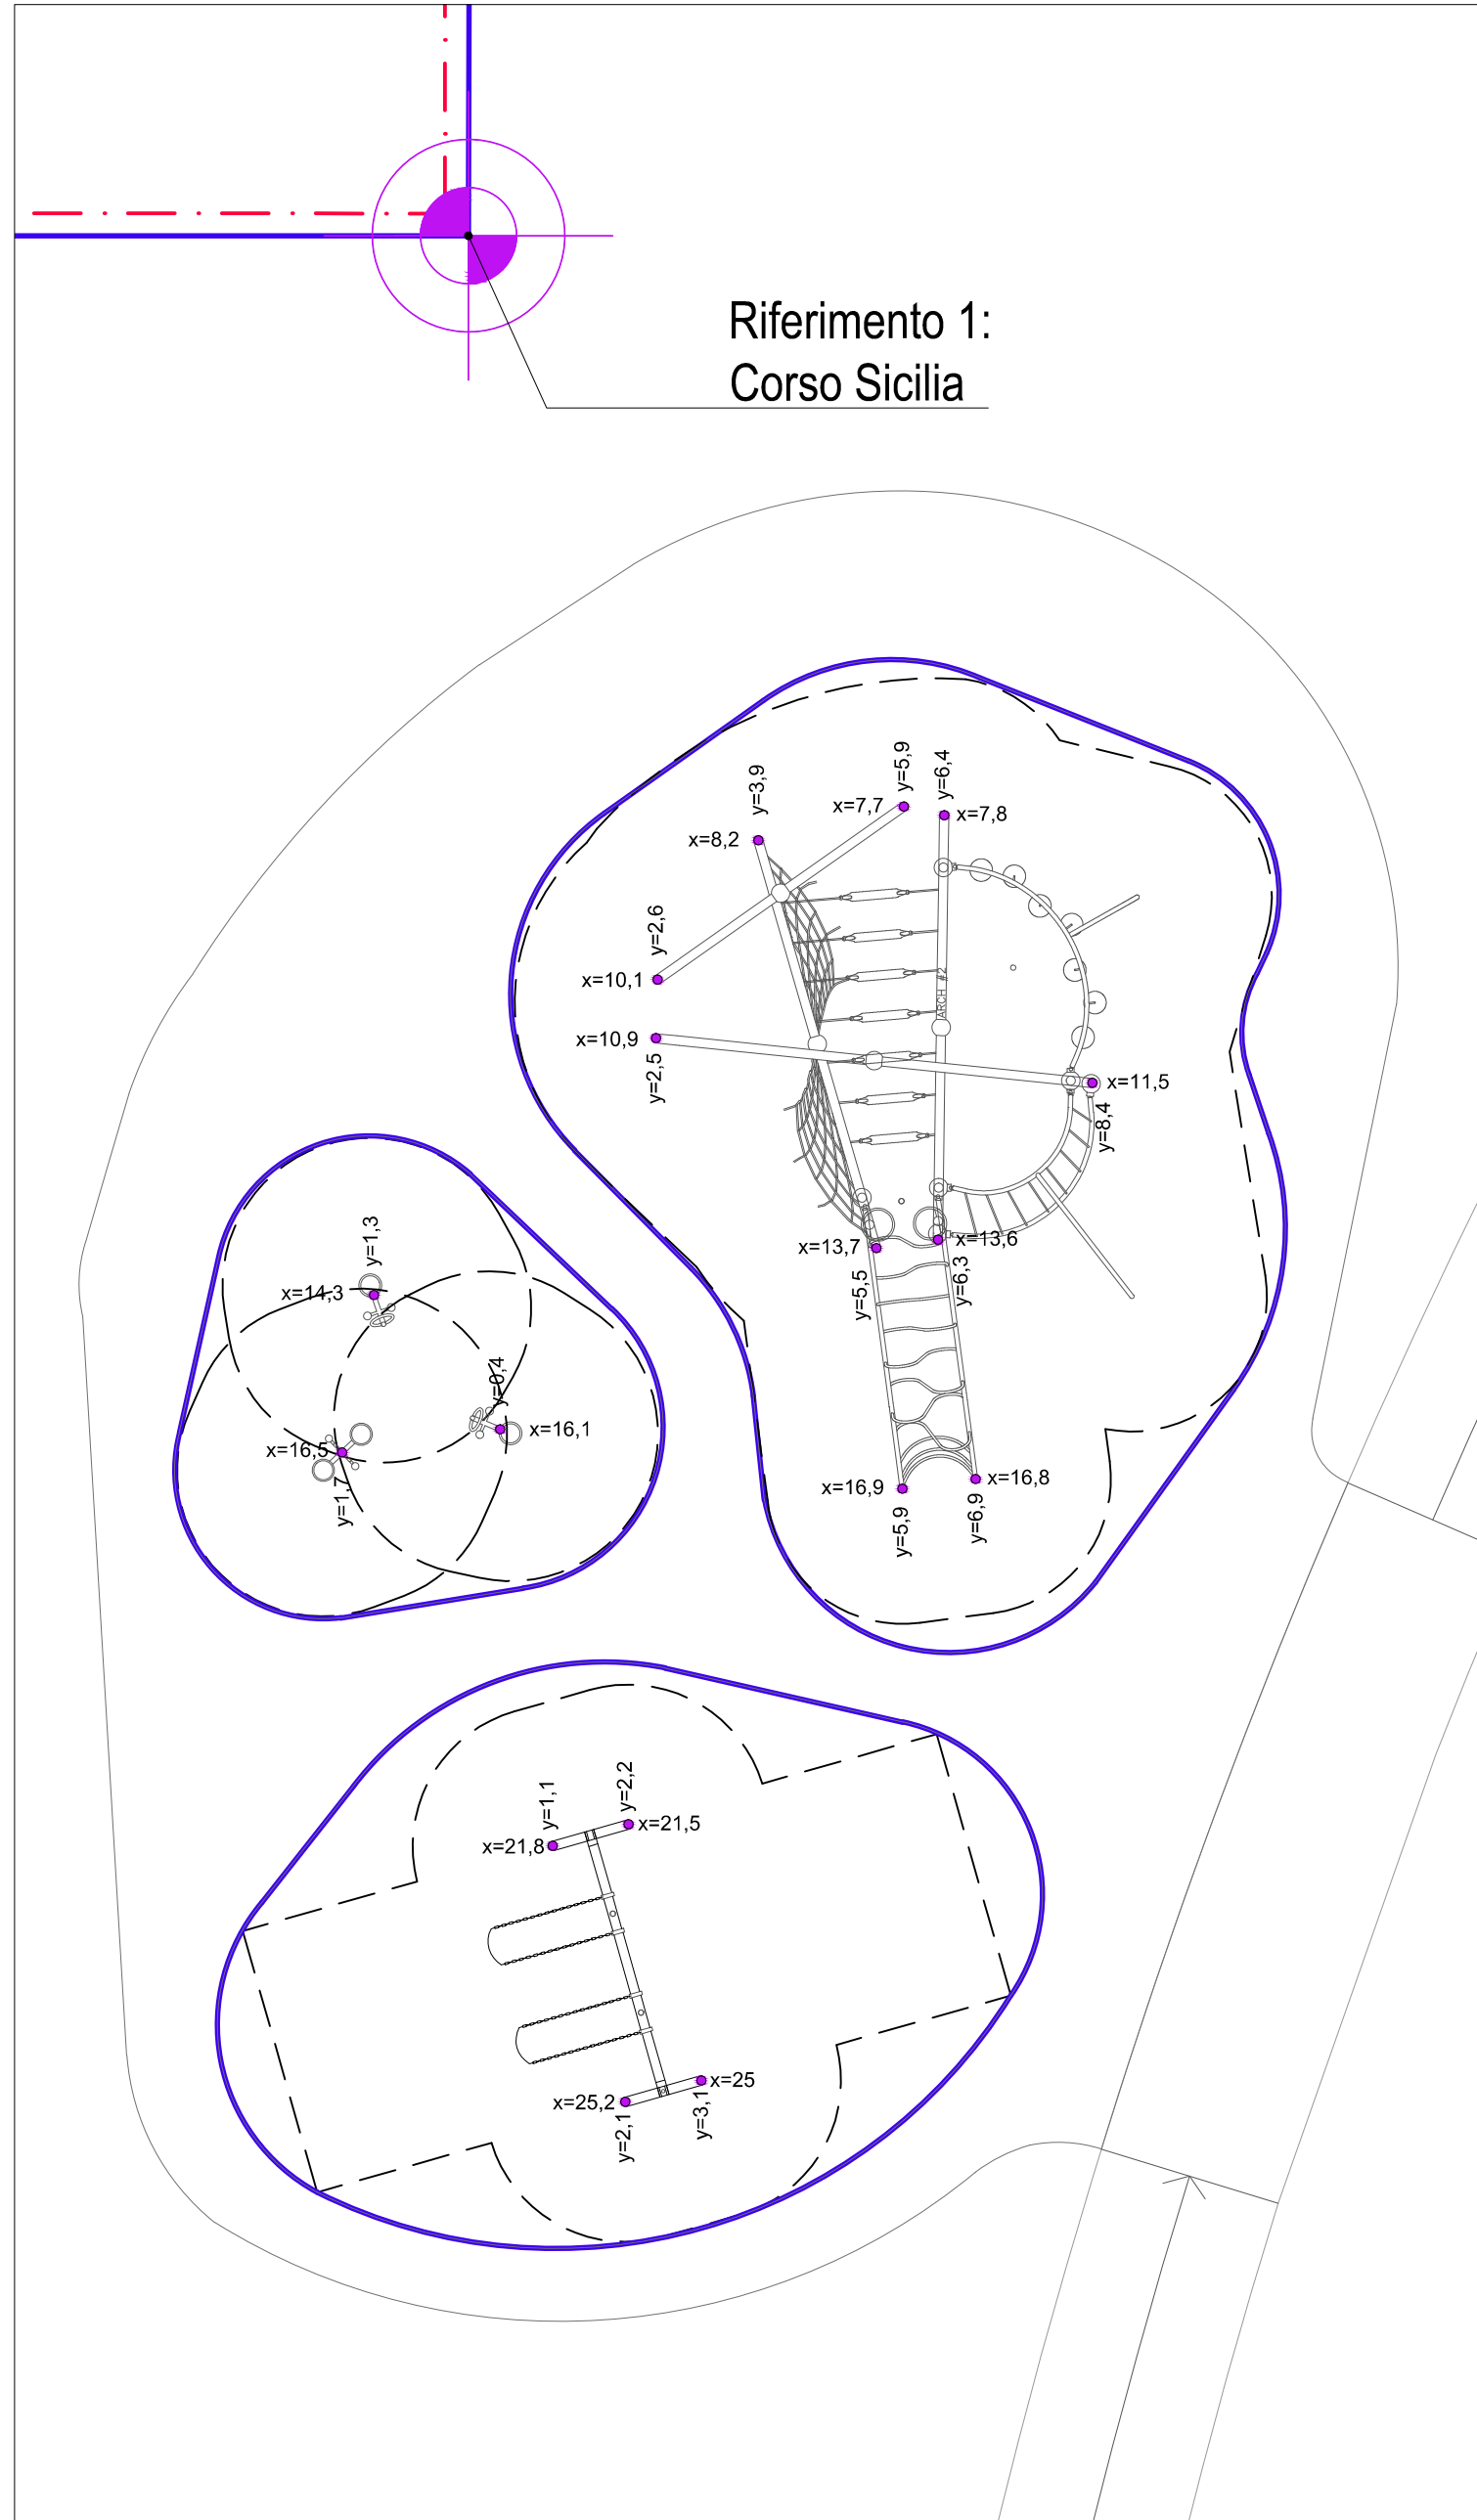 Riferimento 1:
Corso Sicilia
y=5,9
y=6,4
y=3,9
x=7,7
x=7,8
x=8,2
y=2,6
x=10,1
ARCH #2
x=10,9
y=2,5
x=11,5
y=8,4
y=1,3
x=13,7
x=13,6
y=5,5
y=6,3
x=14,3
y=0,4
x=16,1
x=16,5
y=1,7
x=16,9
x=16,8
y=5,9
y=6,9
y=1,1
y=2,2
x=21,8
x=21,5
x=25,2
x=25
y=2,1
y=3,1